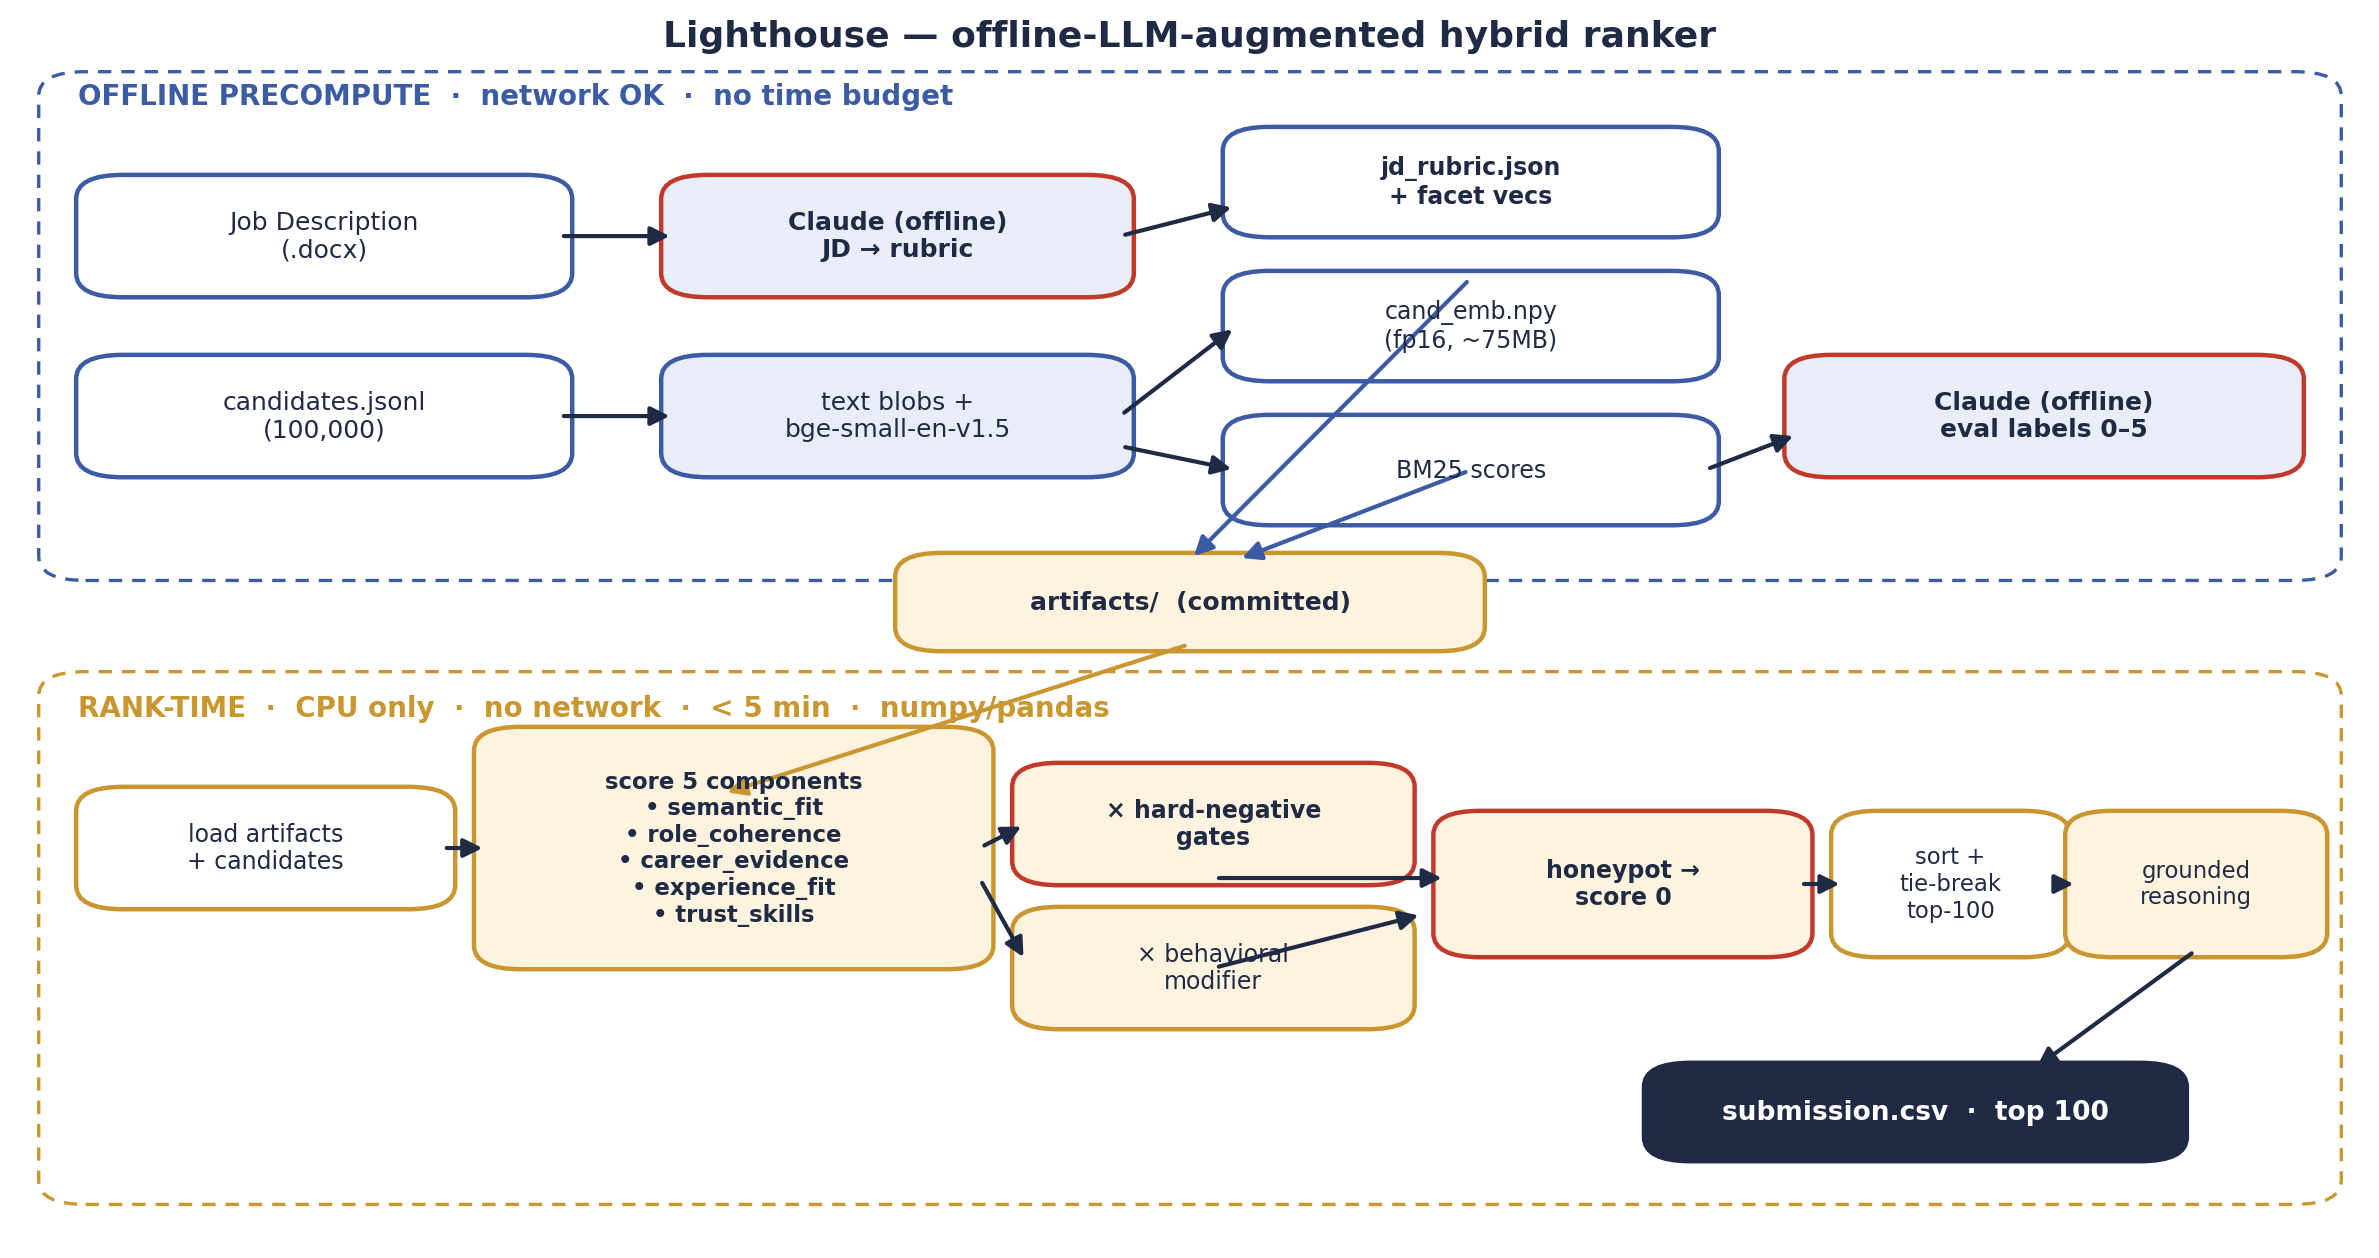 Lighthouse — offline-LLM-augmented hybrid ranker
OFFLINE PRECOMPUTE · network OK · no time budget
Job Description
(.docx)
Claude (offline)
JD → rubric
jd_rubric.json
+ facet vecs
candidates.jsonl
(100,000)
text blobs +
bge-small-en-v1.5
cand_emb.npy
(fp16, ~75MB)
BM25 scores
Claude (offline)
eval labels 0–5
artifacts/ (committed)
RANK-TIME · CPU only · no network · < 5 min · numpy/pandas
load artifacts
+ candidates
score 5 components
• semantic_fit
• role_coherence
• career_evidence
• experience_fit
• trust_skills
× hard-negative
gates
× behavioral
modifier
honeypot →
score 0
sort +
tie-break
top-100
grounded
reasoning
submission.csv · top 100